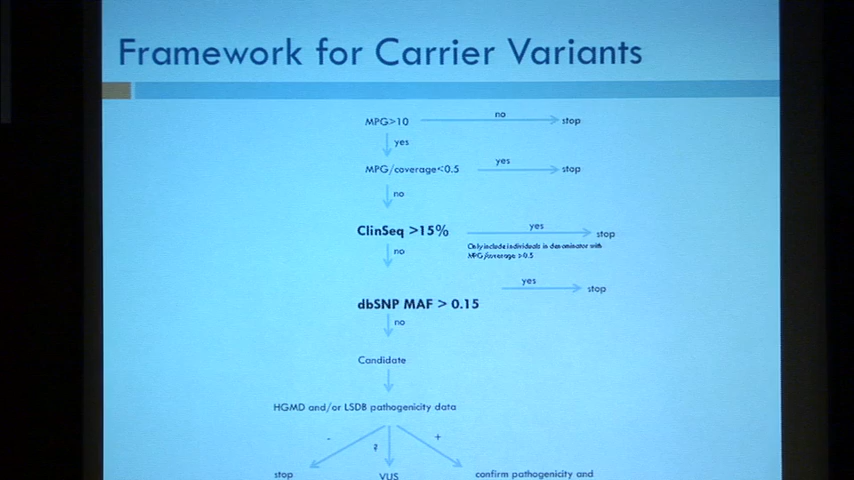 Framework for Carrier Variants
MPG>10
no
stop
yes
MPG/coverage<0.5
yes
stop
no
ClinSeq >15%
yes
stop
Only include individuals in denominator with
MPG/coverage >0.5
no
yes
stop
dbSNP MAF > 0.15
no
Candidate
HGMD and/or LSDB pathogenicity data
-
?
+
stop
VUS
confirm pathogenicity and